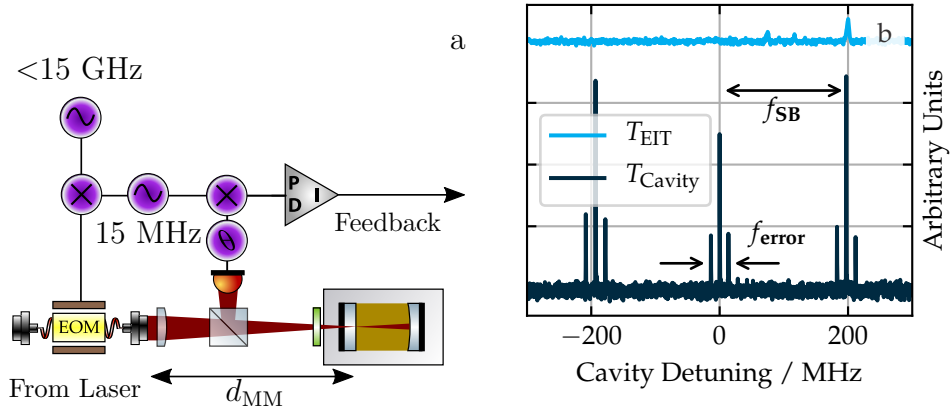 a
<15 GHz
15 MHz
P
I
D
Feedback
θ
EOM
From Laser
d_MM
b
f_SB
T_EIT
T_Cavity
f_error
Arbitrary Units
−200 0 200
Cavity Detuning / MHz